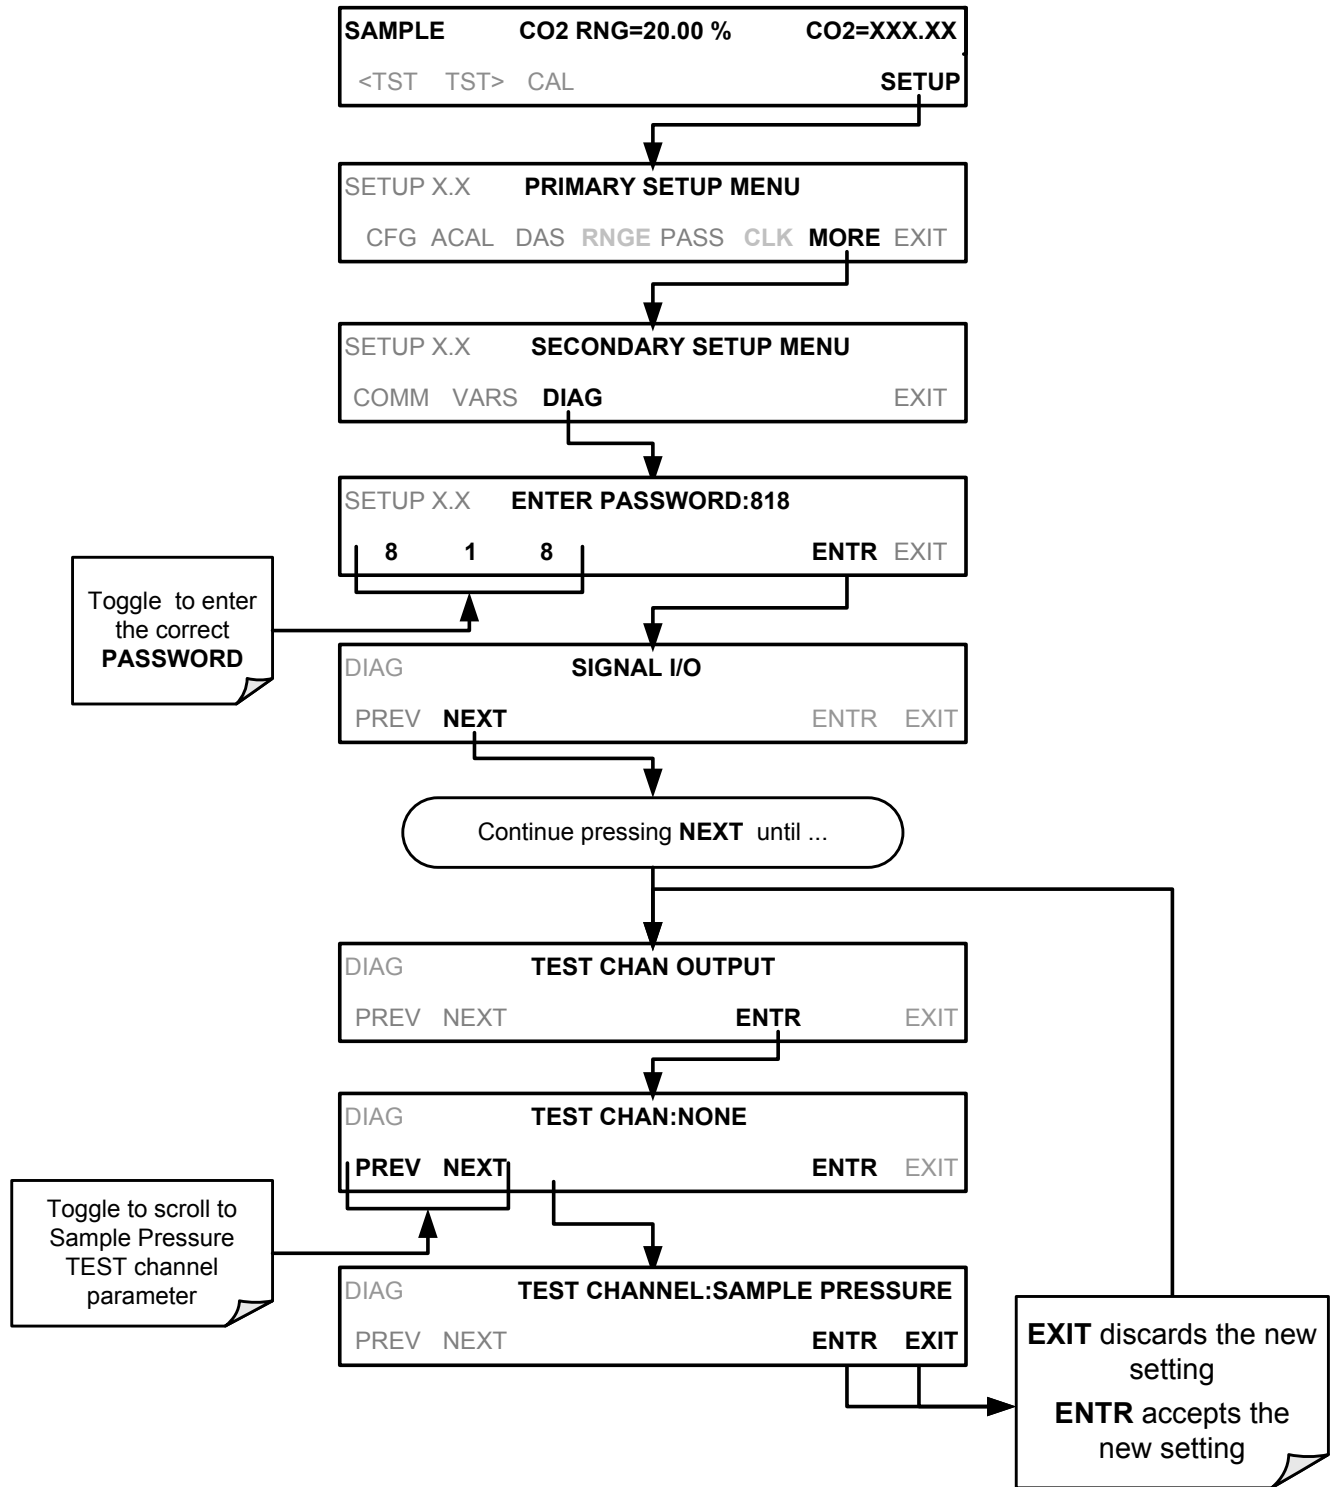 SAMPLE CO2 RNG=20.00 % CO2=XXX.XX
<TST TST> CAL SETUP
SETUP X.X PRIMARY SETUP MENU
CFG ACAL DAS RNGE PASS CLK MORE EXIT
SETUP X.X SECONDARY SETUP MENU
COMM VARS DIAG EXIT
SETUP X.X ENTER PASSWORD:818
8 1 8 ENTR EXIT
Toggle to enter
the correct
PASSWORD
DIAG SIGNAL I/O
PREV NEXT ENTR EXIT
Continue pressing NEXT until ...
DIAG TEST CHAN OUTPUT
PREV NEXT ENTR EXIT
DIAG TEST CHAN:NONE
PREV NEXT ENTR EXIT
Toggle to scroll to
Sample Pressure
TEST channel
parameter
DIAG TEST CHANNEL:SAMPLE PRESSURE
PREV NEXT ENTR EXIT
EXIT discards the new
setting
ENTR accepts the
new setting